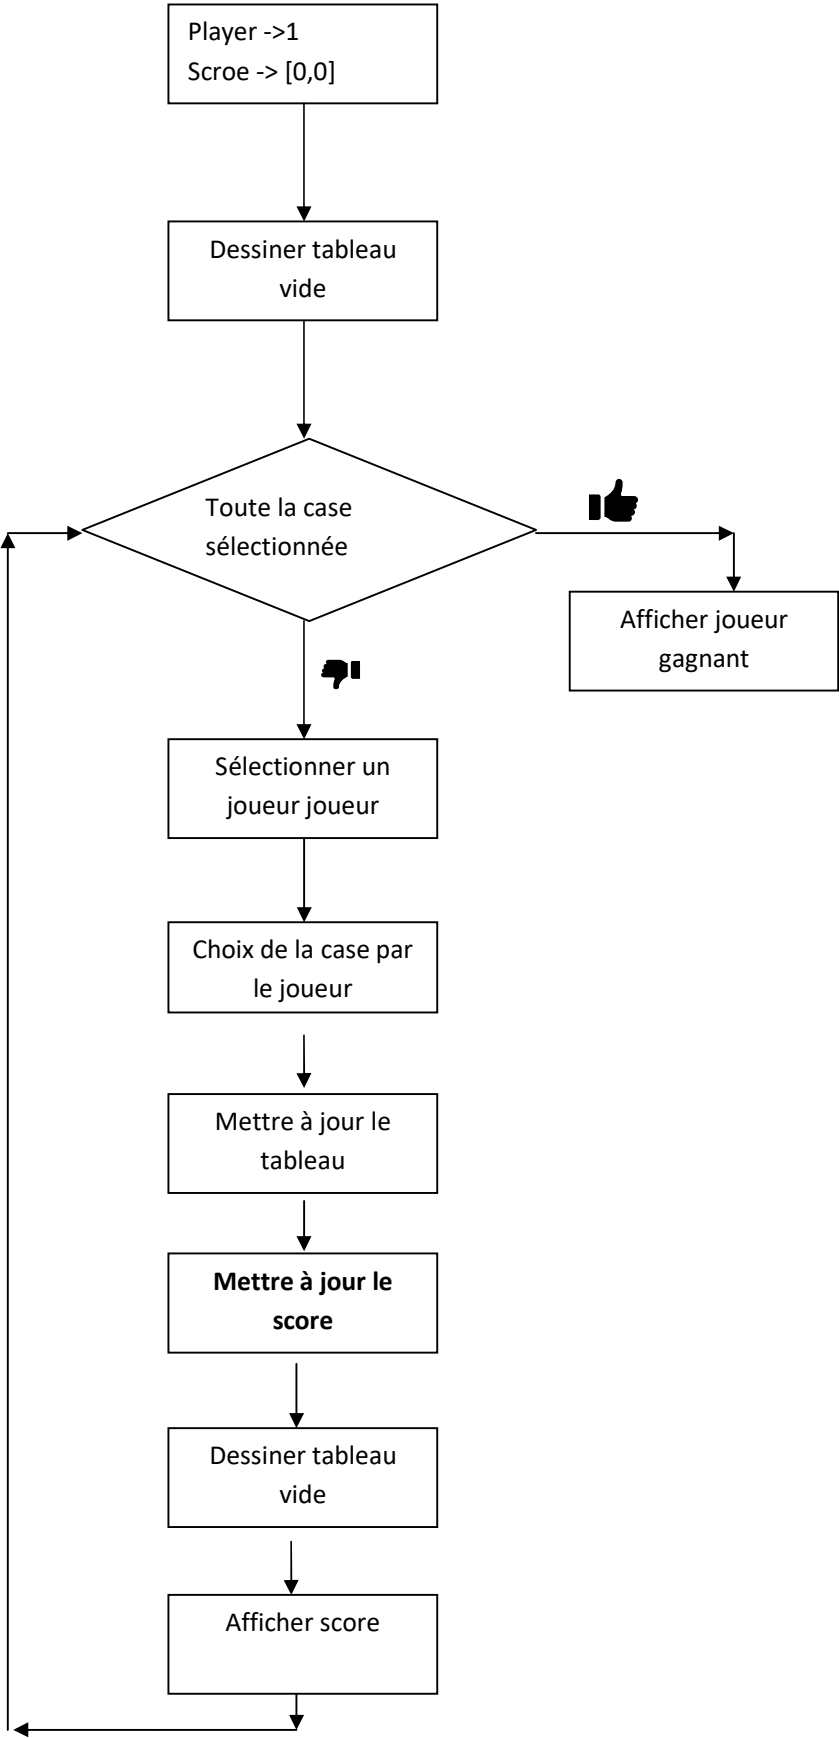 Player ->1
Scroe -> [0,0]
Dessiner tableau
vide
Toute la case
sélectionnée
Afficher joueur
gagnant
Sélectionner un
joueur joueur
Choix de la case par
le joueur
Mettre à jour le
tableau
Mettre à jour le
score
Dessiner tableau
vide
Afficher score